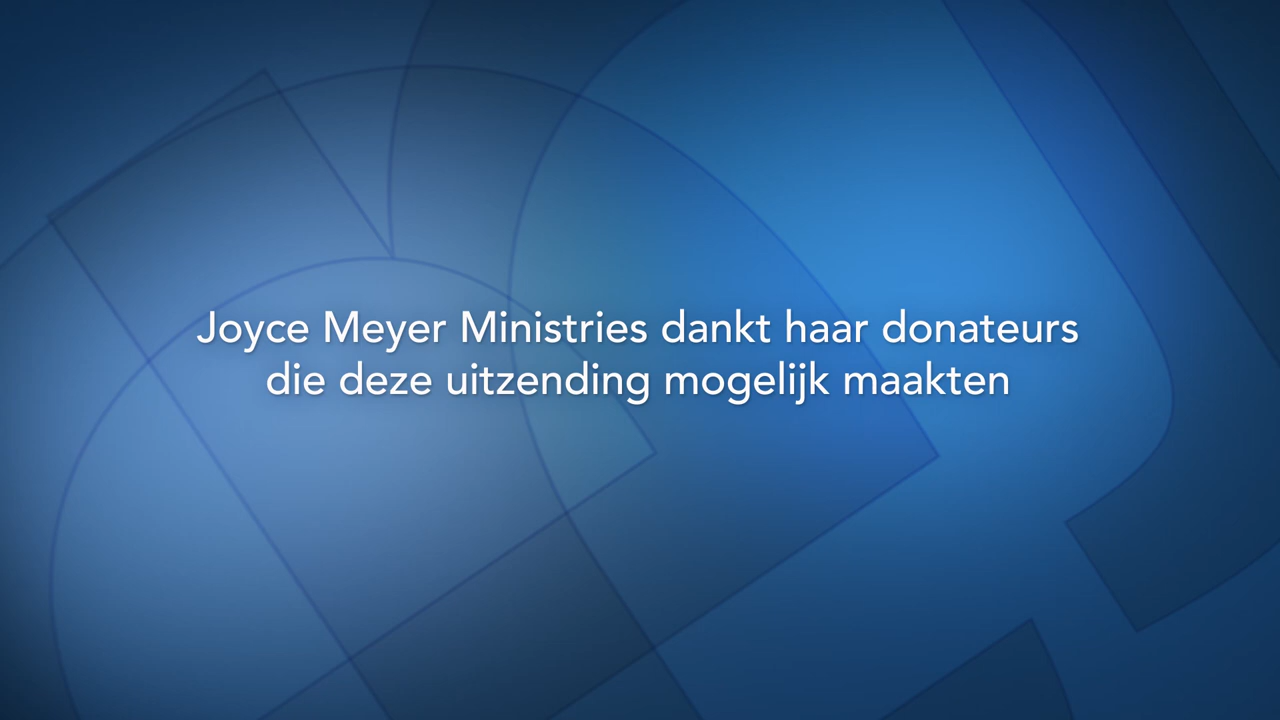 Joyce Meyer Ministries dankt haar donateurs
die deze uitzending mogelijk maakten